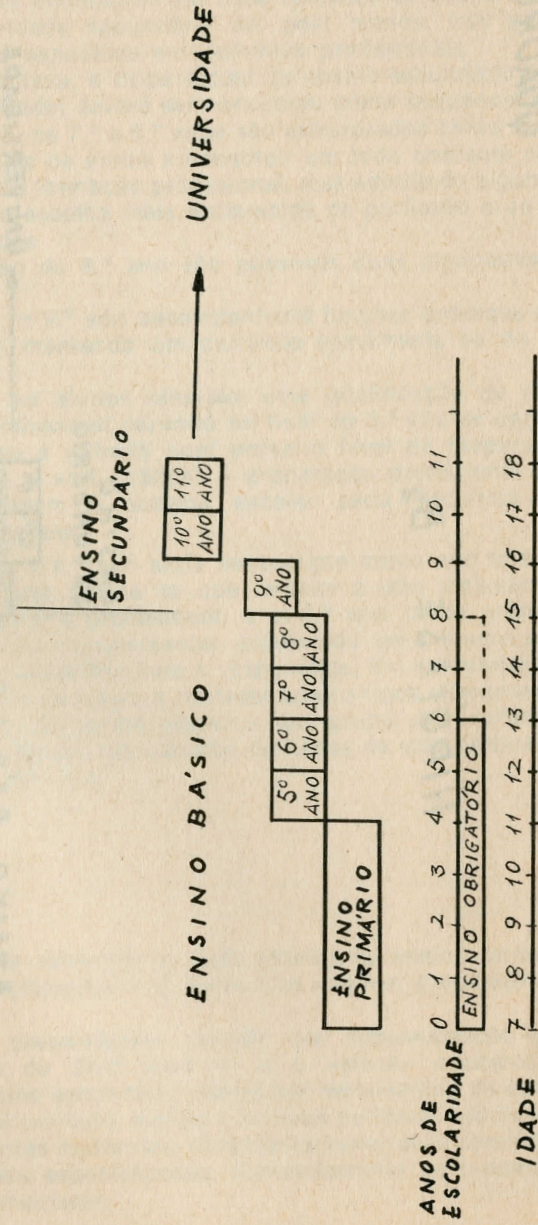 ENSINO
SECUNDÁRIO
UNIVERSIDADE
ENSINO BÁSICO
10º
ANO
11º
ANO
9º
ANO
5º
ANO
6º
ANO
7º
ANO
8º
ANO
ENSINO
PRIMÁRIO
ANOS DE
ESCOLARIDADE
0 1 2 3 4 5 6 7 8 9 10 11
ENSINO OBRIGATÓRIO
IDADE
7 8 9 10 11 12 13 14 15 16 17 18